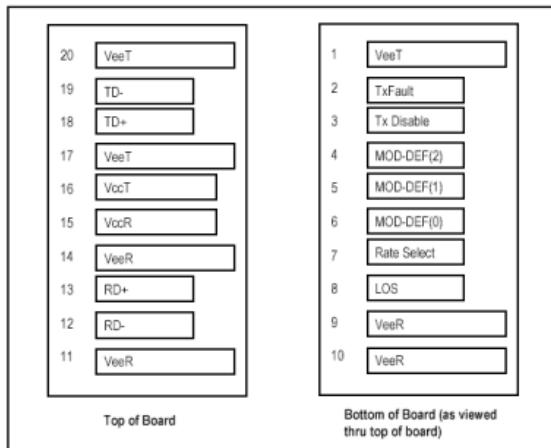 20 VeeT
19 TD-
18 TD+
17 VeeT
16 VccT
15 VccR
14 VeeR
13 RD+
12 RD-
11 VeeR
Top of Board
1 VeeT
2 TxFault
3 Tx Disable
4 MOD-DEF(2)
5 MOD-DEF(1)
6 MOD-DEF(0)
7 Rate Select
8 LOS
9 VeeR
10 VeeR
Bottom of Board (as viewed
thru top of board)